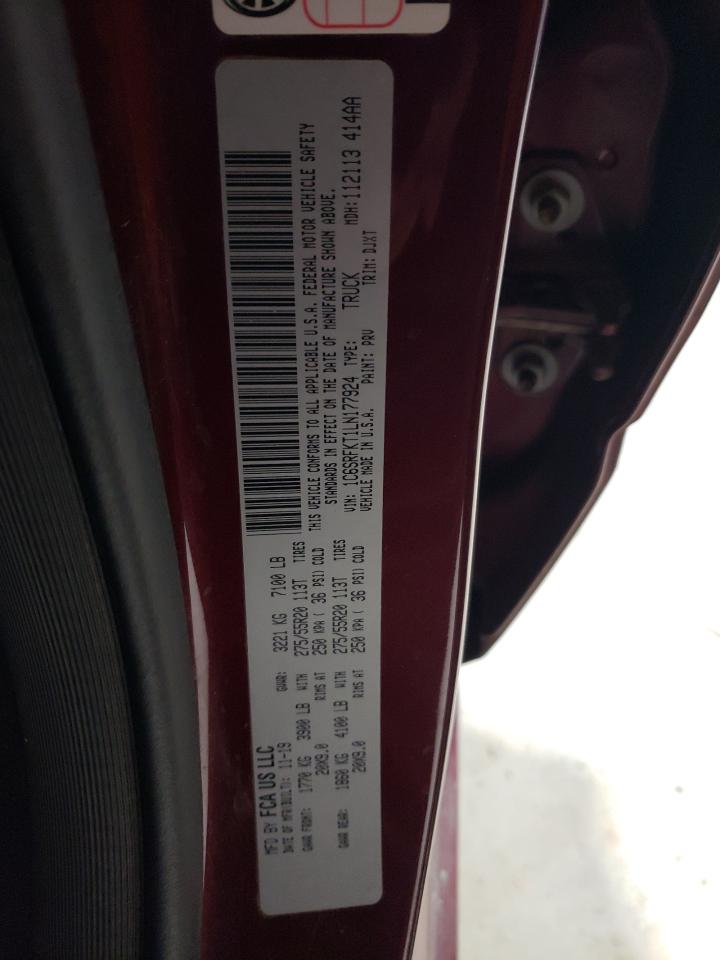 MFD BY FCA US LLC
DATE OF MFR(BUILT): 11-19 GVWR: 3221 KG 7100 LB
GAWR FRONT: 1770 KG 3900 LB WITH 275/55R20 113T TIRES
20X9.0 RIMS AT 250 KPA ( 36 PSI) COLD
GAWR REAR: 1860 KG 4100 LB WITH 275/55R20 113T TIRES
20X9.0 RIMS AT 250 KPA ( 36 PSI) COLD
THIS VEHICLE CONFORMS TO ALL APPLICABLE U.S.A. FEDERAL MOTOR VEHICLE SAFETY
STANDARDS IN EFFECT ON THE DATE OF MANUFACTURE SHOWN ABOVE.
VIN: 1C6SRFKT1LN177924 TYPE: TRUCK MDH:112113 414AA
VEHICLE MADE IN U.S.A. PAINT: PRV TRIM: DJXT